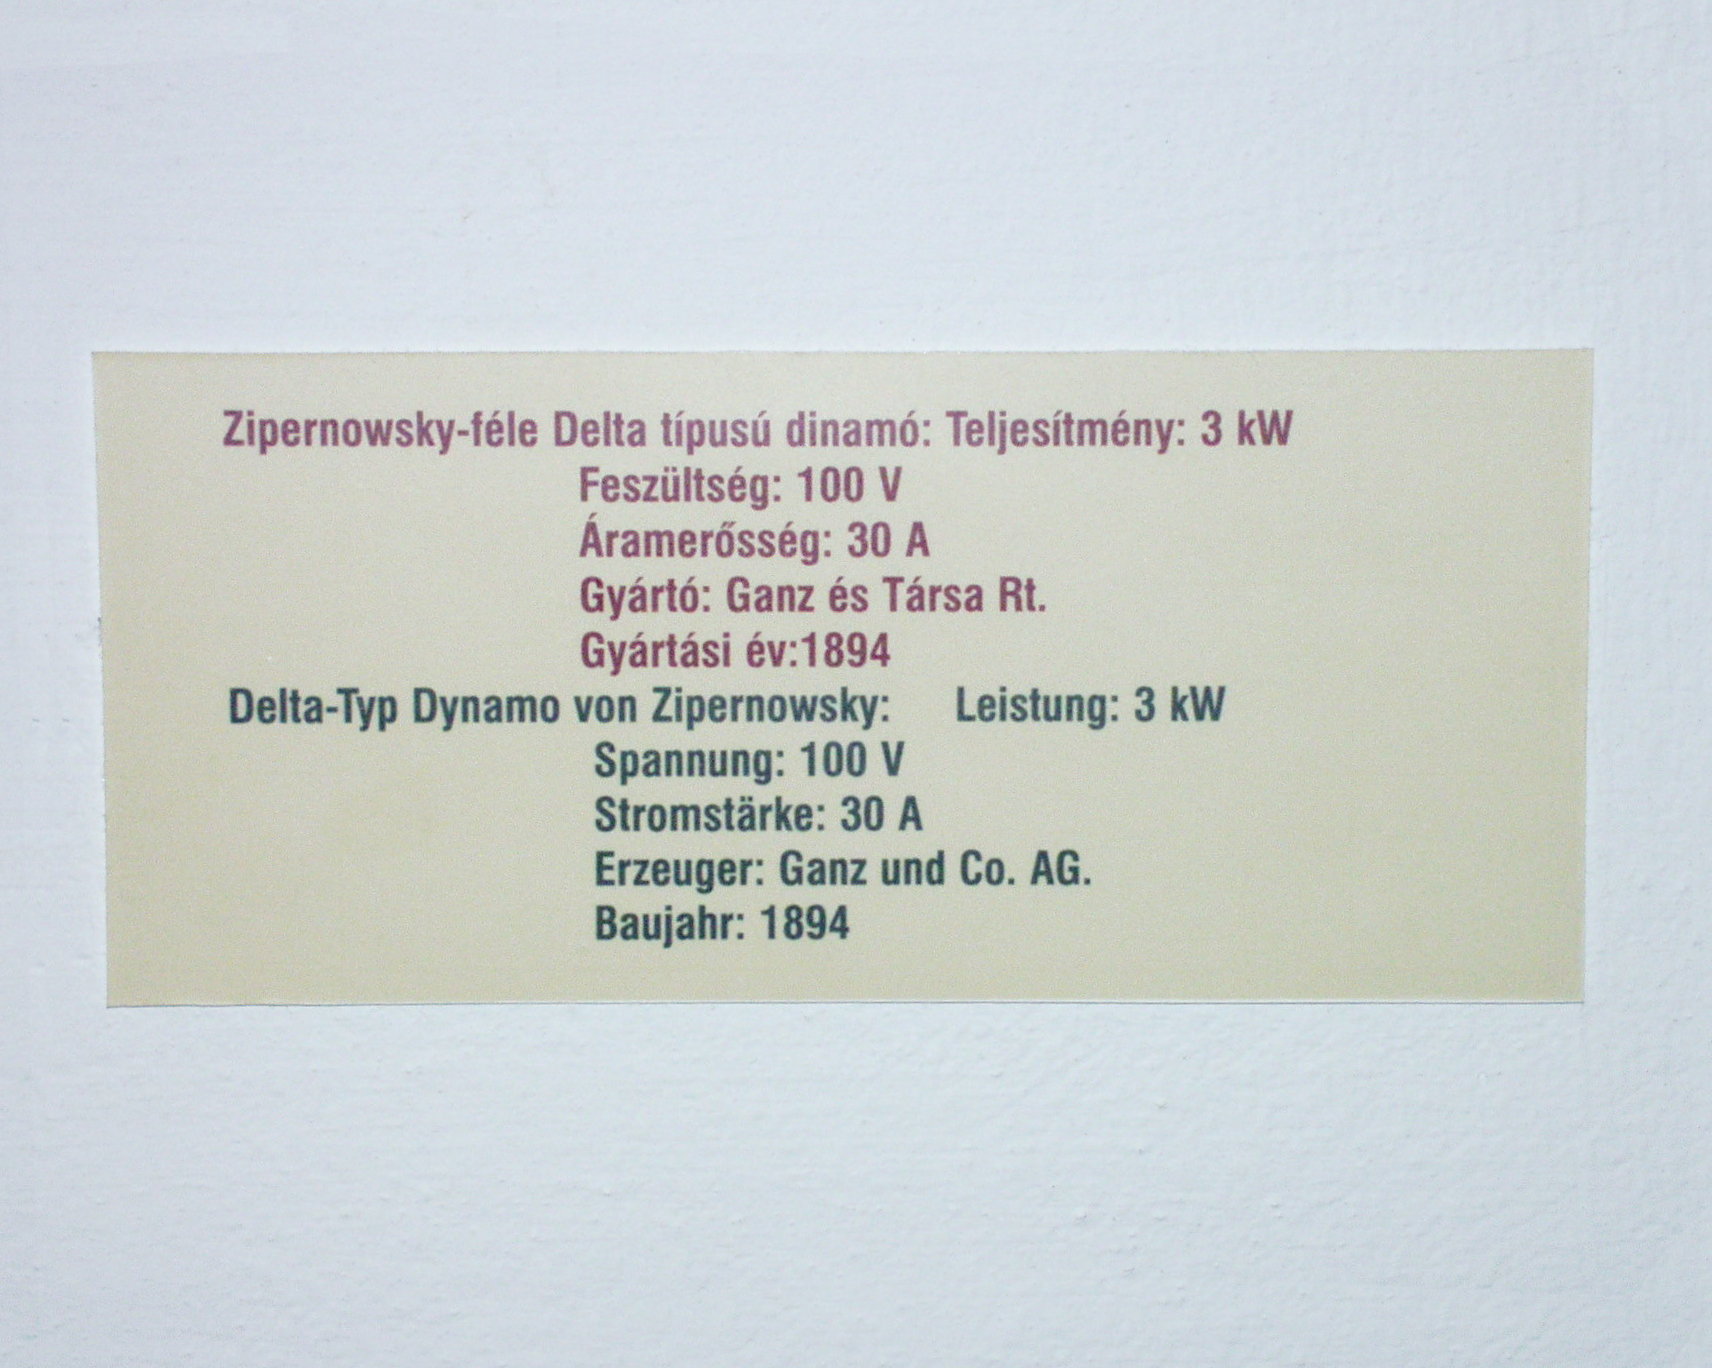 Zipernowsky-féle Delta típusú dinamó: Teljesítmény: 3 kW
Feszültség: 100 V
Áramerősség: 30 A
Gyártó: Ganz és Társa Rt.
Gyártási év:1894
Delta-Typ Dynamo von Zipernowsky: Leistung: 3 kW
Spannung: 100 V
Stromstärke: 30 A
Erzeuger: Ganz und Co. AG.
Baujahr: 1894